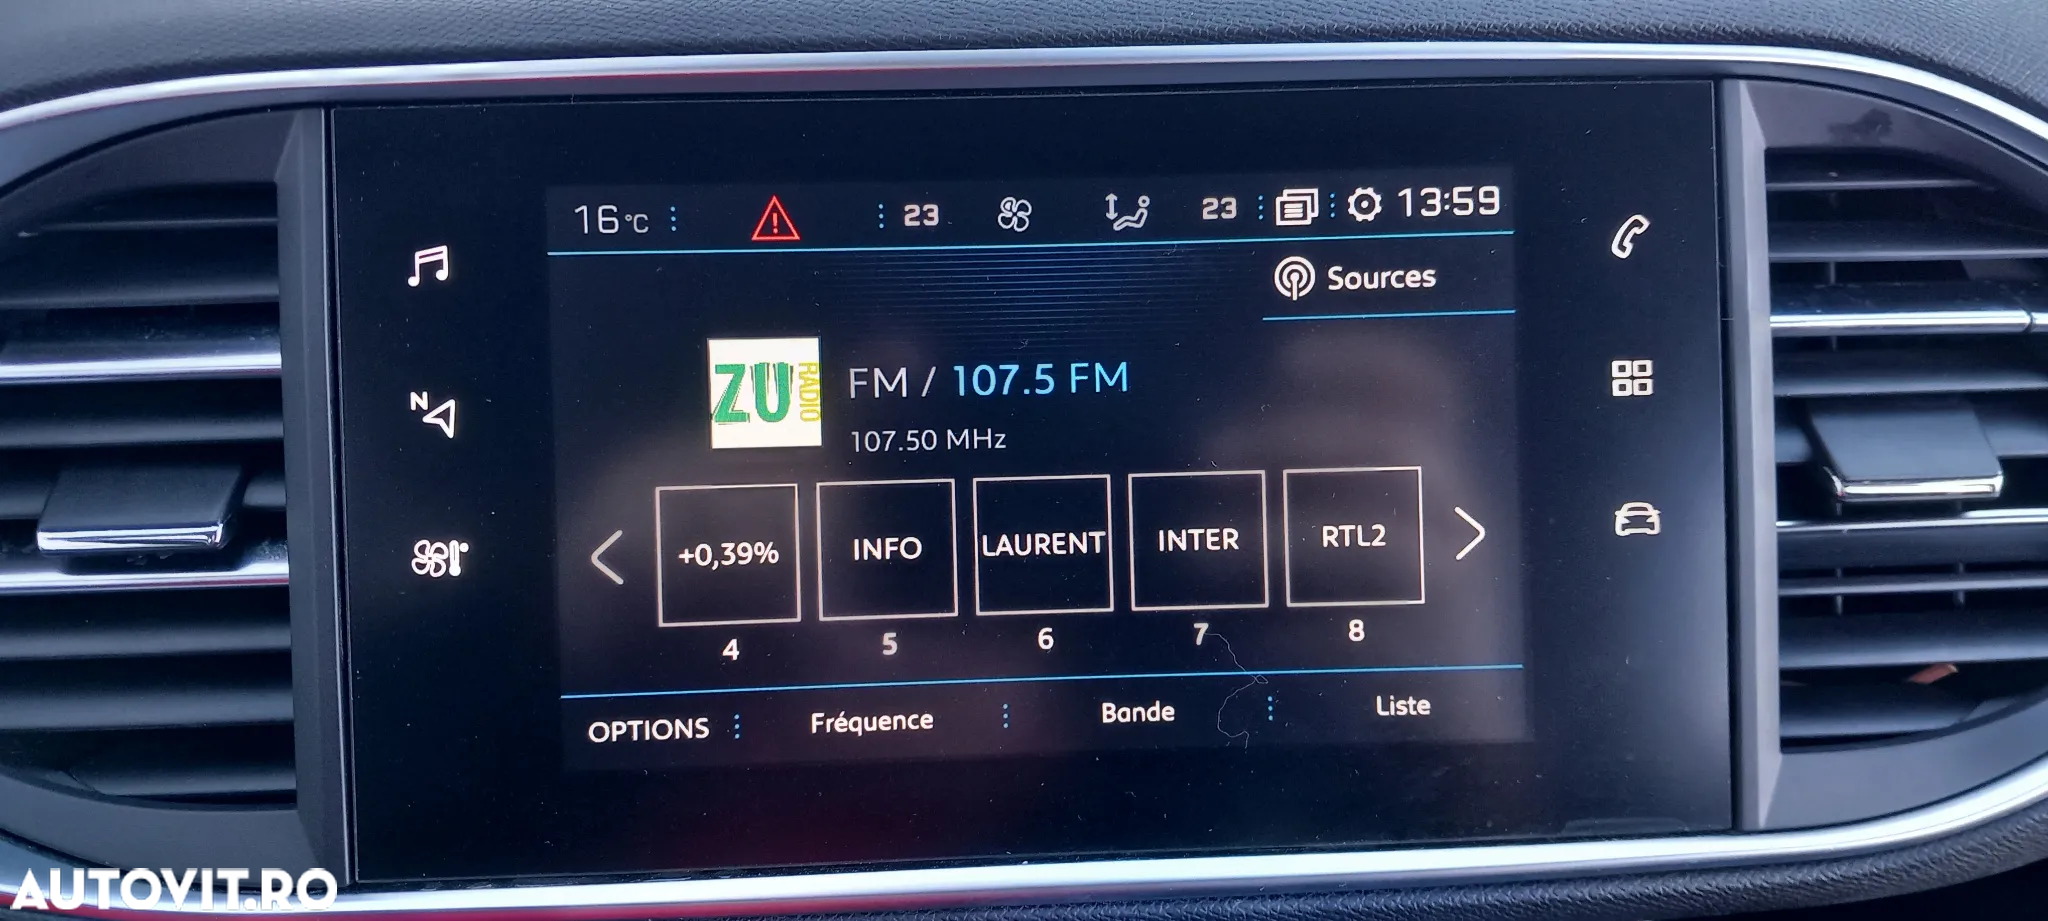 16°C 23 23 13:59
Sources
ZU RADIO
FM / 107.5 FM
107.50 MHz
N
+0,39% INFO LAURENT INTER RTL2
4 5 6 7 8
OPTIONS Fréquence Bande Liste
AUTOVIT.RO